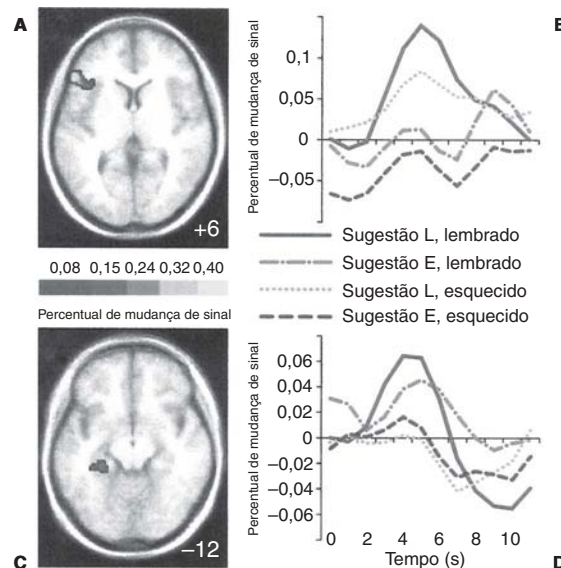 A
+6
0,08 0,15 0,24 0,32 0,40
Percentual de mudança de sinal
C
−12
B
Percentual de mudança de sinal
0,1
0,05
0
−0,05
Sugestão L, lembrado
Sugestão E, lembrado
Sugestão L, esquecido
Sugestão E, esquecido
Percentual de mudança de sinal
0,06
0,04
0,02
0
−0,02
−0,04
−0,06
0 2 4 6 8 10
Tempo (s)
D